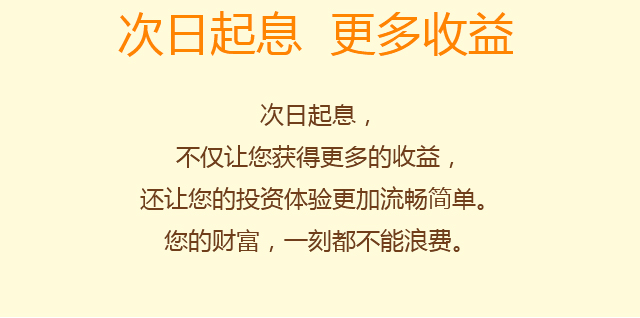 次日起息 更多收益
次日起息，
不仅让您获得更多的收益，
还让您的投资体验更加流畅简单。
您的财富，一刻都不能浪费。